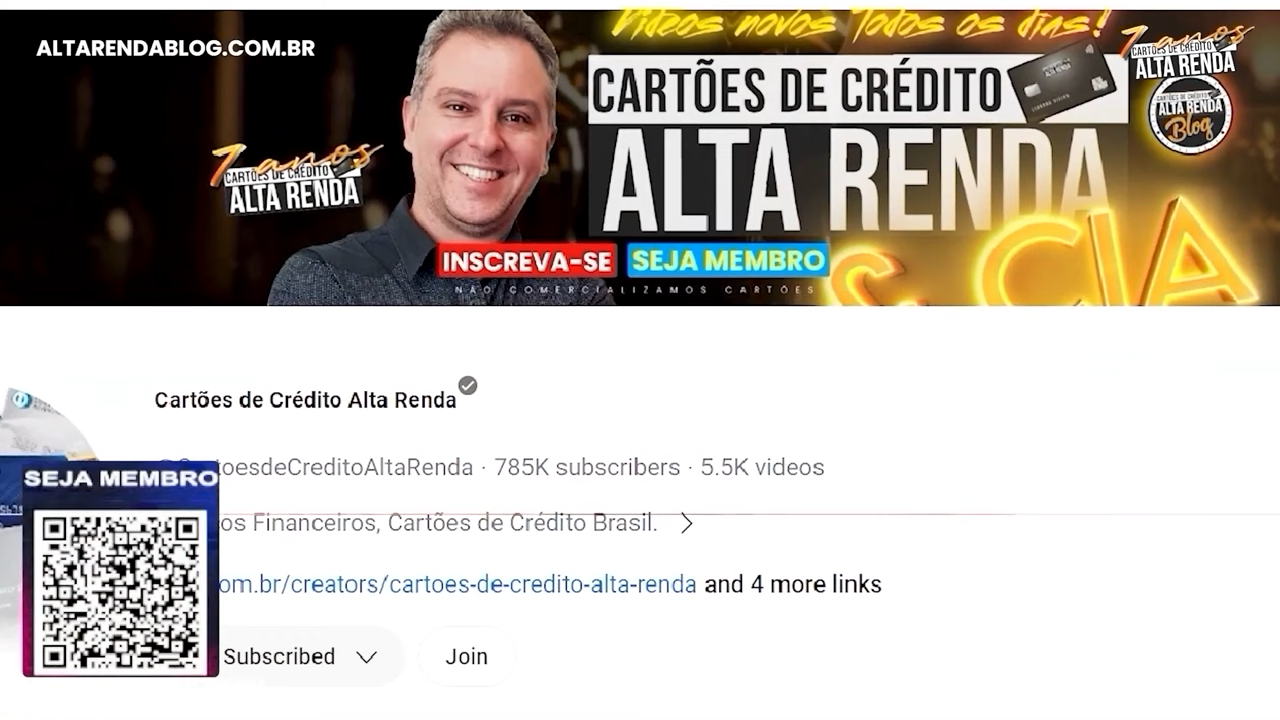 Vídeos novos Todos os dias!
ALTARENDABLOG.COM.BR
CARTÕES DE CRÉDITO
ALTA RENDA
& CIA
7 anos
CARTÕES DE CRÉDITO
ALTA RENDA
7 anos
CARTÕES DE CRÉDITO
ALTA RENDA
CARTÕES DE CRÉDITO
ALTA RENDA
Blog
INSCREVA-SE
SEJA MEMBRO
NÃO COMERCIALIZAMOS CARTÕES
Cartões de Crédito Alta Renda
toesdeCreditoAltaRenda · 785K subscribers · 5.5K videos
os Financeiros, Cartões de Crédito Brasil.
om.br/creators/cartoes-de-credito-alta-renda and 4 more links
SEJA MEMBRO
Subscribed
Join